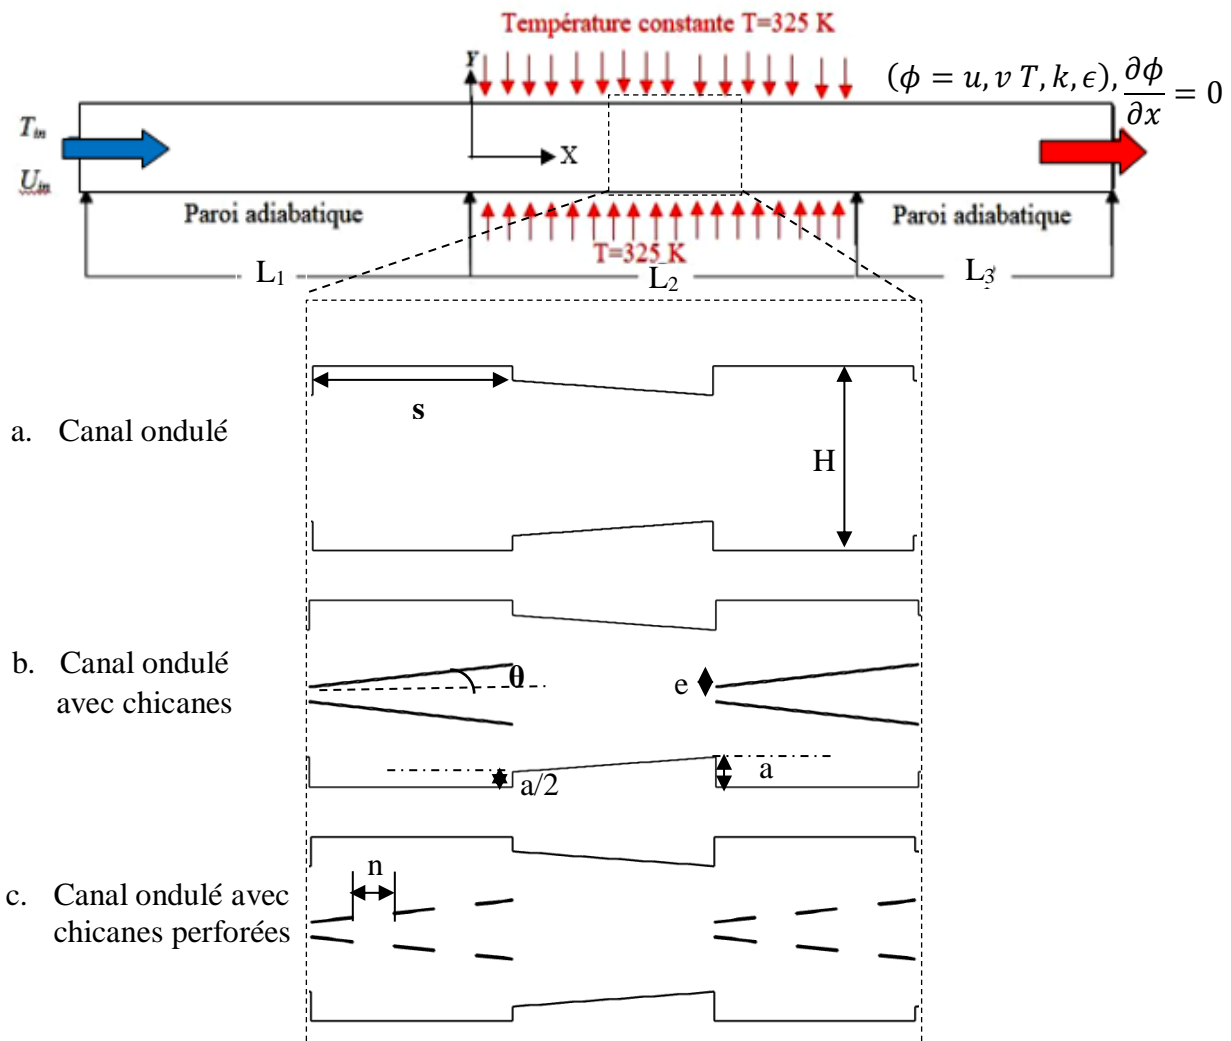 Température constante T=325 K
(ϕ = u, v T, k, ϵ), ∂ϕ/∂x = 0
Y
T_in
X
U_in
Paroi adiabatique
Paroi adiabatique
T=325 K
L₁
L₂
L₃
s
a. Canal ondulé
H
b. Canal ondulé
avec chicanes
θ
e
a/2
a
n
c. Canal ondulé avec
chicanes perforées